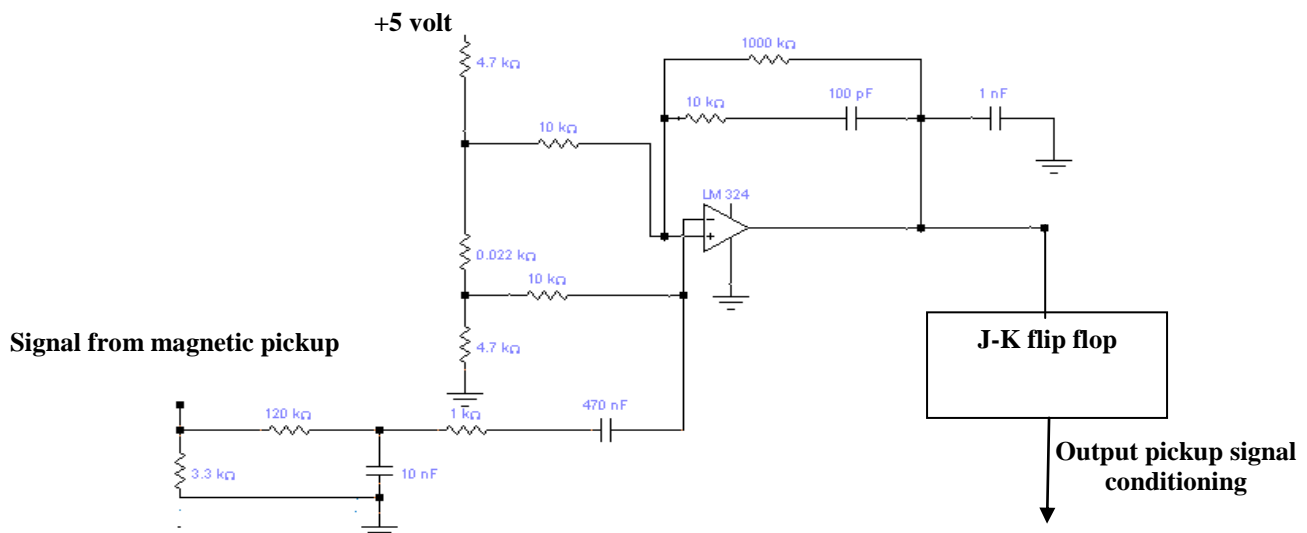 +5 volt
4.7 kΩ
1000 kΩ
10 kΩ
100 pF
1 nF
10 kΩ
LM 324
0.022 kΩ
10 kΩ
Signal from magnetic pickup
4.7 kΩ
J-K flip flop
120 kΩ
1 kΩ
470 nF
3.3 kΩ
10 nF
Output pickup signal
conditioning